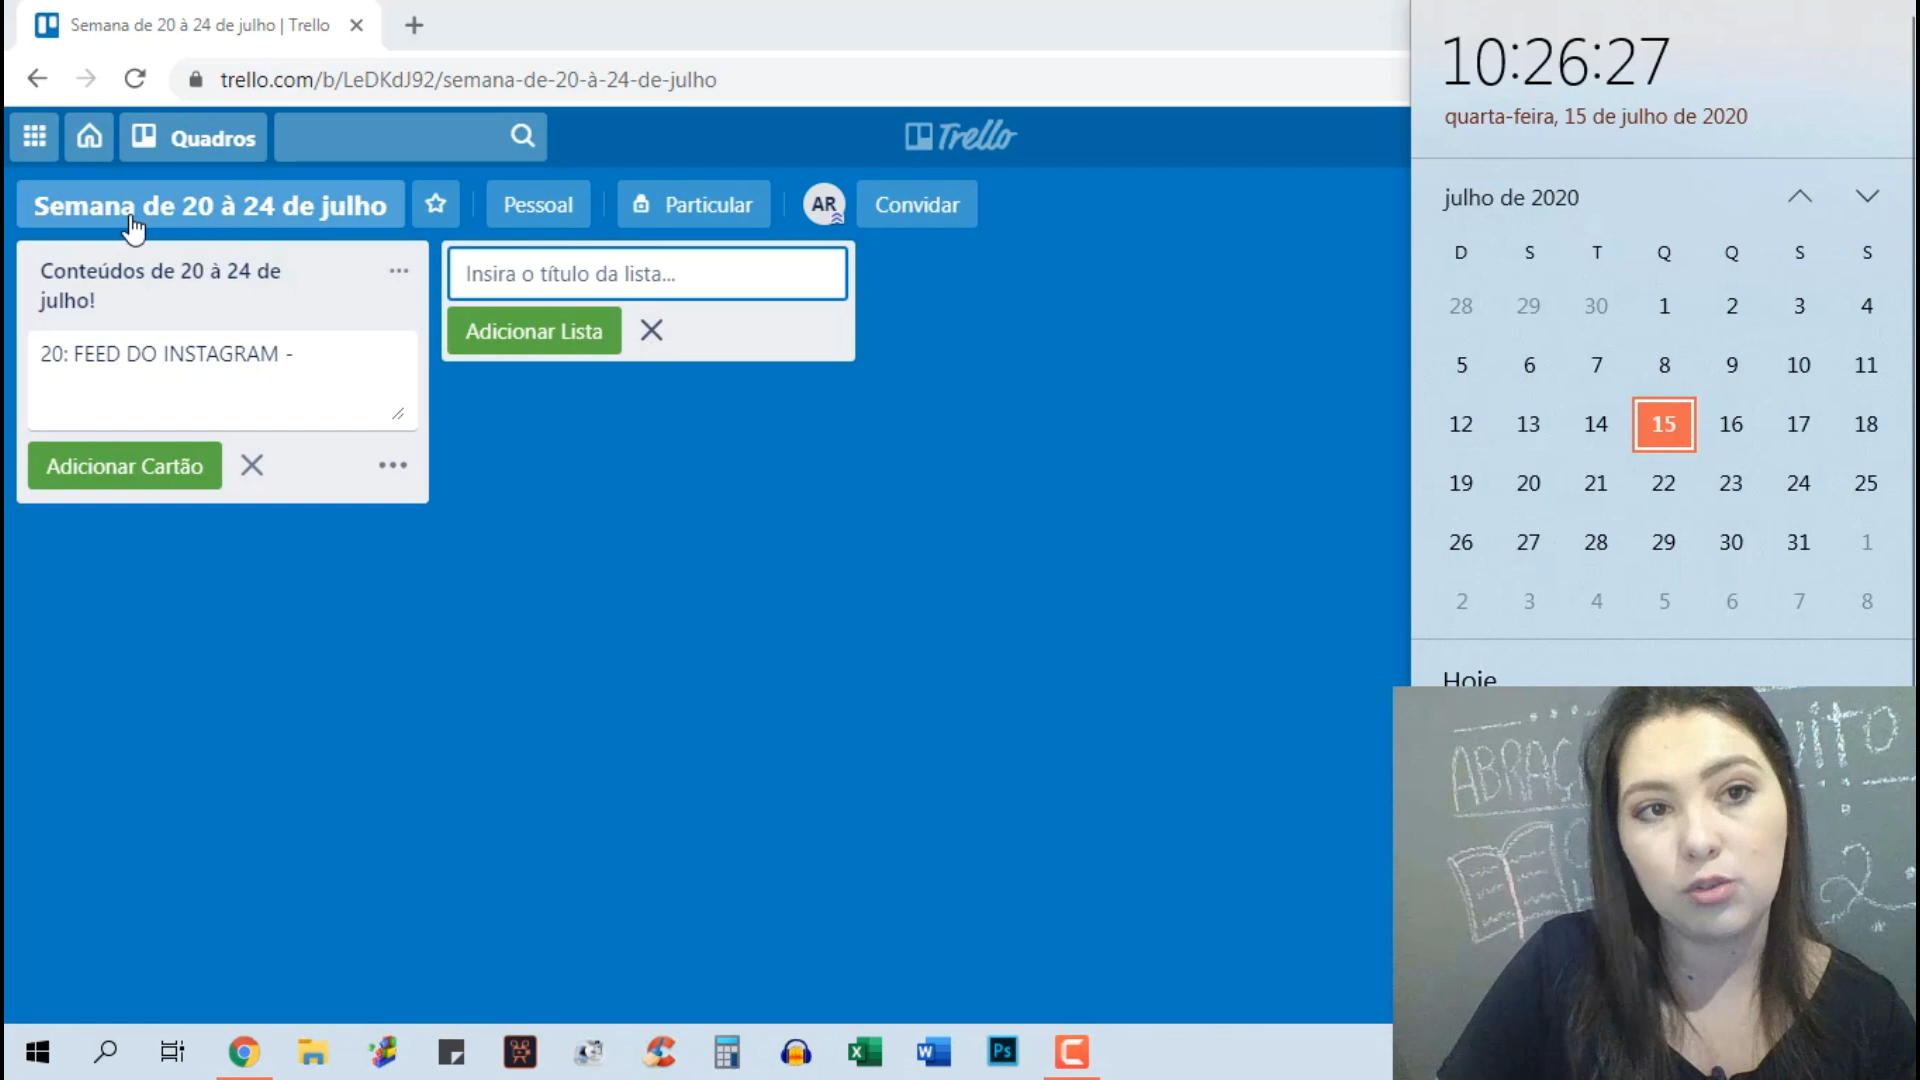 Semana de 20 à 24 de julho | Trello
trello.com/b/LeDKdJ92/semana-de-20-à-24-de-julho
Quadros
Trello
Semana de 20 à 24 de julho
Pessoal
Particular
AR
Convidar
Conteúdos de 20 à 24 de
julho!
20: FEED DO INSTAGRAM -
Adicionar Cartão
Insira o título da lista...
Adicionar Lista
10:26:27
quarta-feira, 15 de julho de 2020
julho de 2020
D S T Q Q S S
28 29 30 1 2 3 4
5 6 7 8 9 10 11
12 13 14 15 16 17 18
19 20 21 22 23 24 25
26 27 28 29 30 31 1
2 3 4 5 6 7 8
Hoje
ABRAÇ
2
Ps